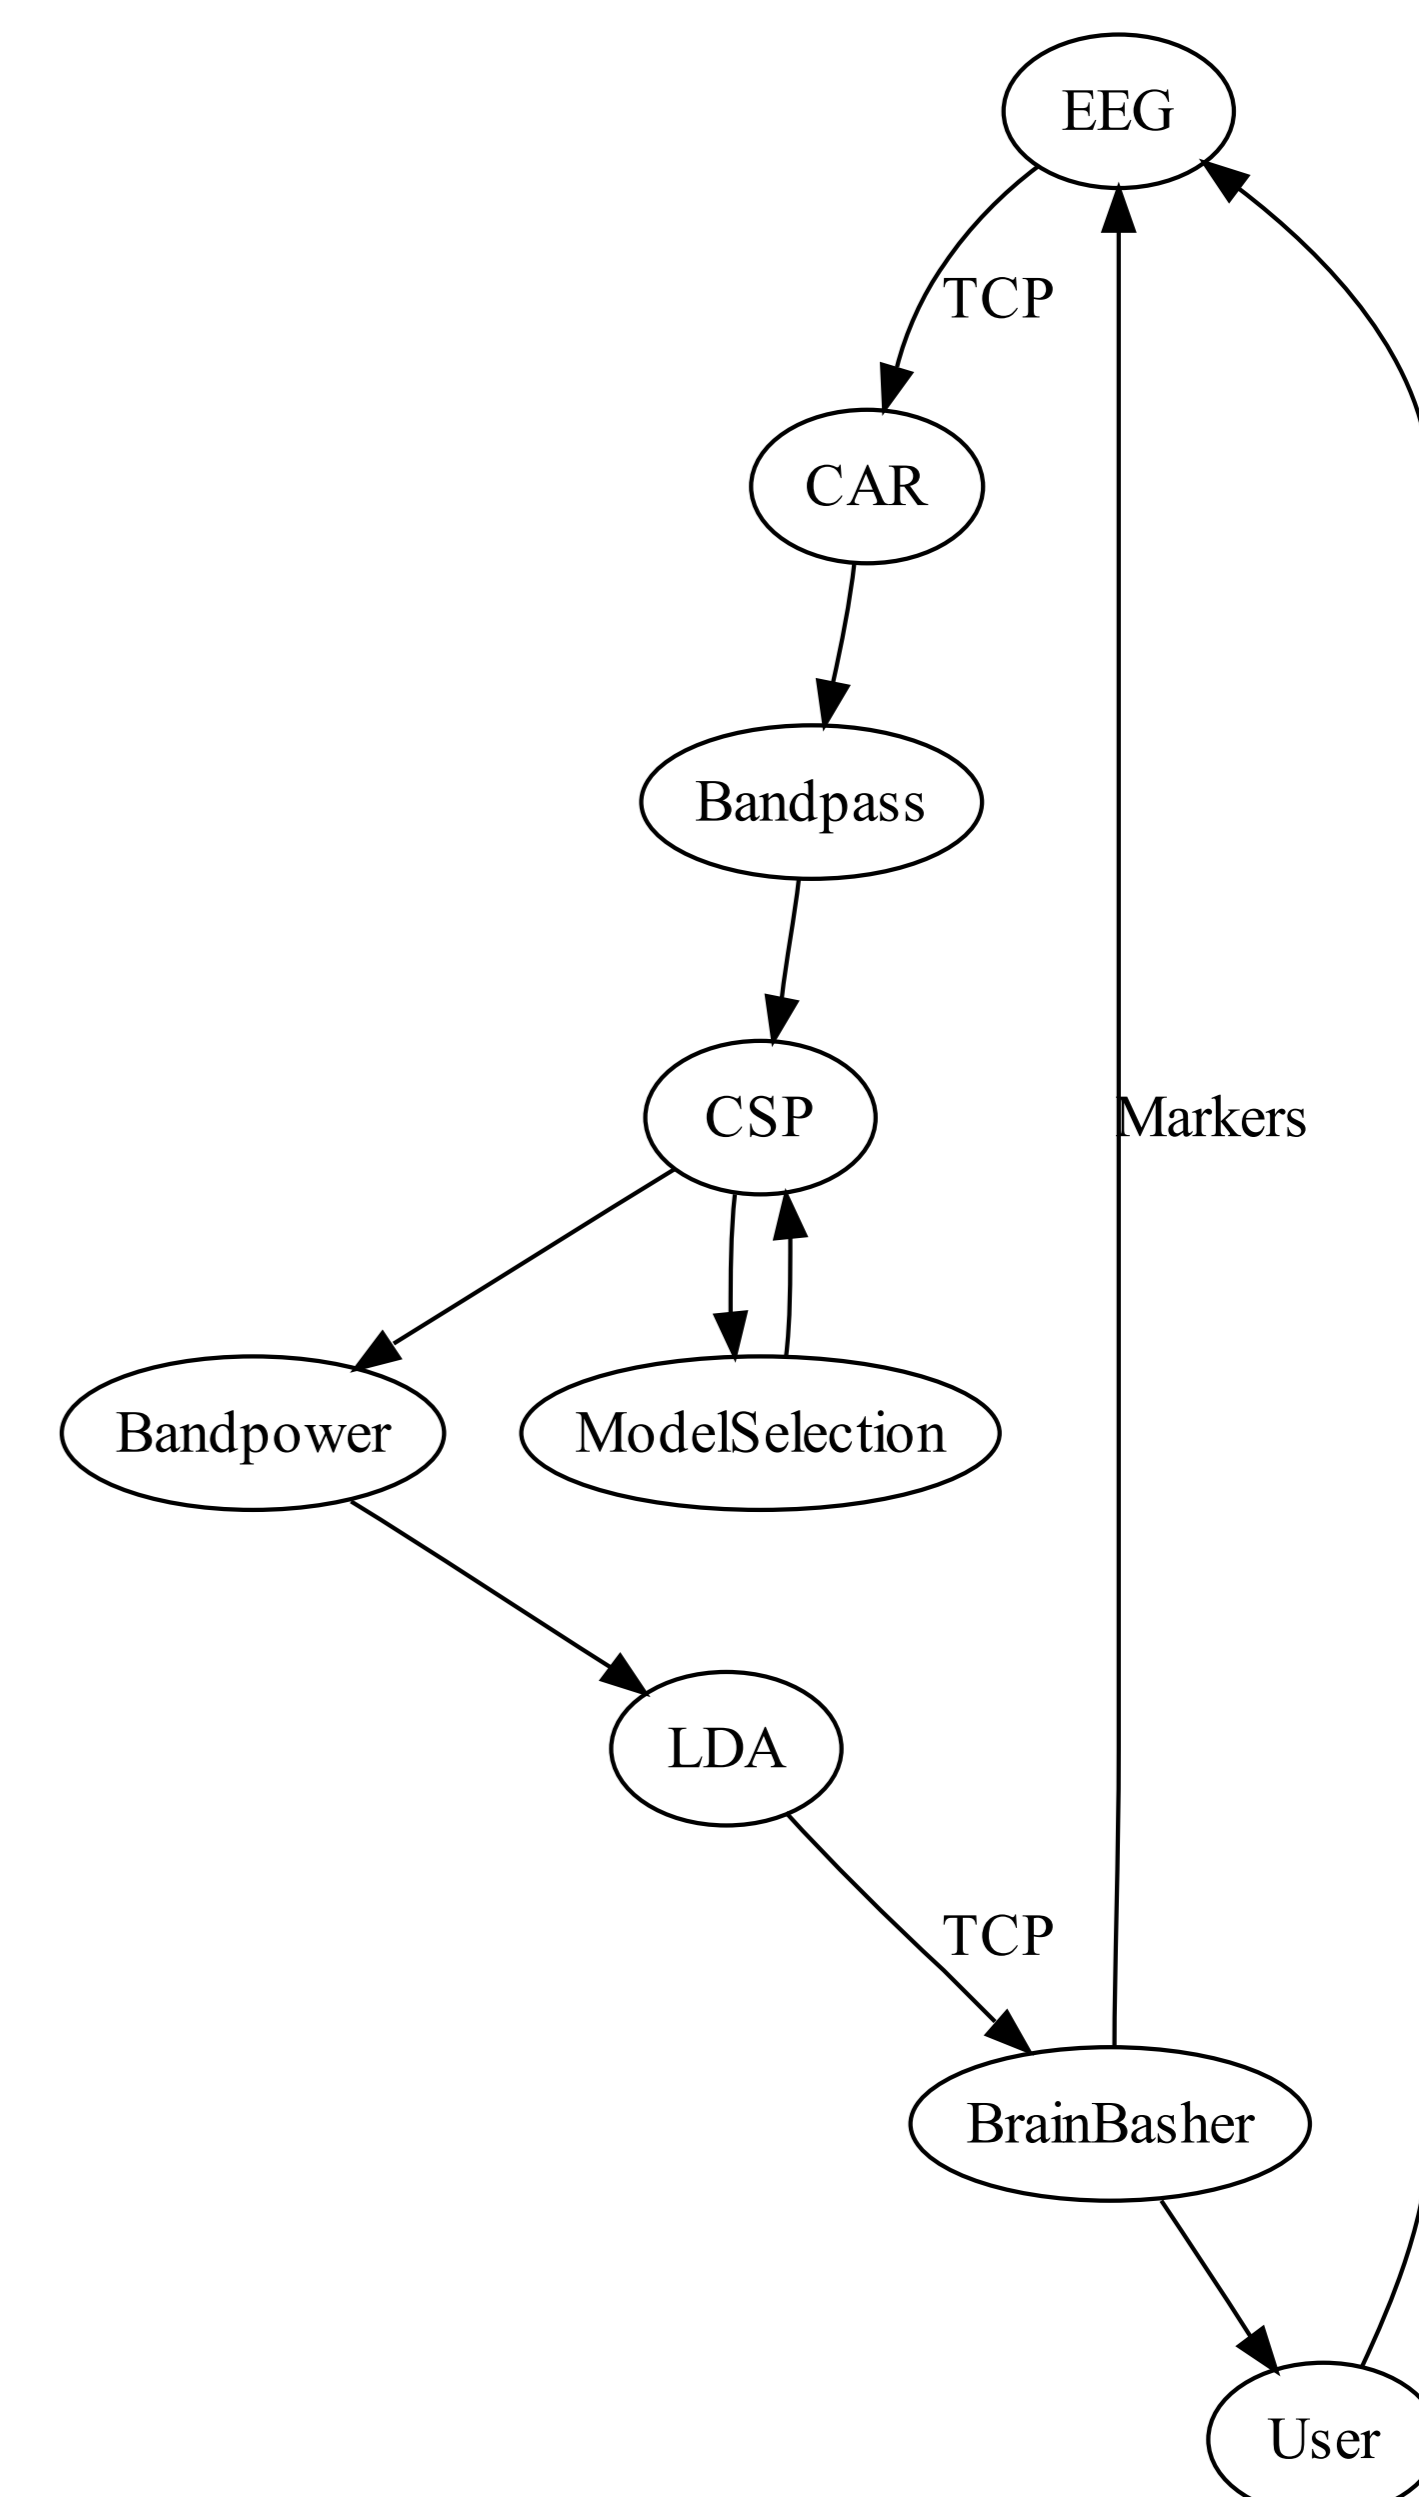 EEG
TCP
CAR
Bandpass
CSP
Markers
Bandpower
ModelSelection
LDA
TCP
BrainBasher
User